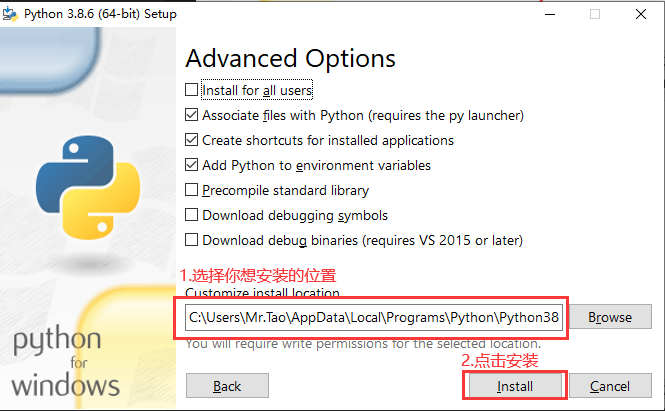 Python 3.8.6 (64-bit) Setup
Advanced Options
Install for all users
Associate files with Python (requires the py launcher)
Create shortcuts for installed applications
Add Python to environment variables
Precompile standard library
Download debugging symbols
Download debug binaries (requires VS 2015 or later)
1.选择你想安装的位置
Customize install location
C:\Users\Mr.Tao\AppData\Local\Programs\Python\Python38
Browse
You will require write permissions for the selected location.
2.点击安装
python
for
windows
Back
Install
Cancel